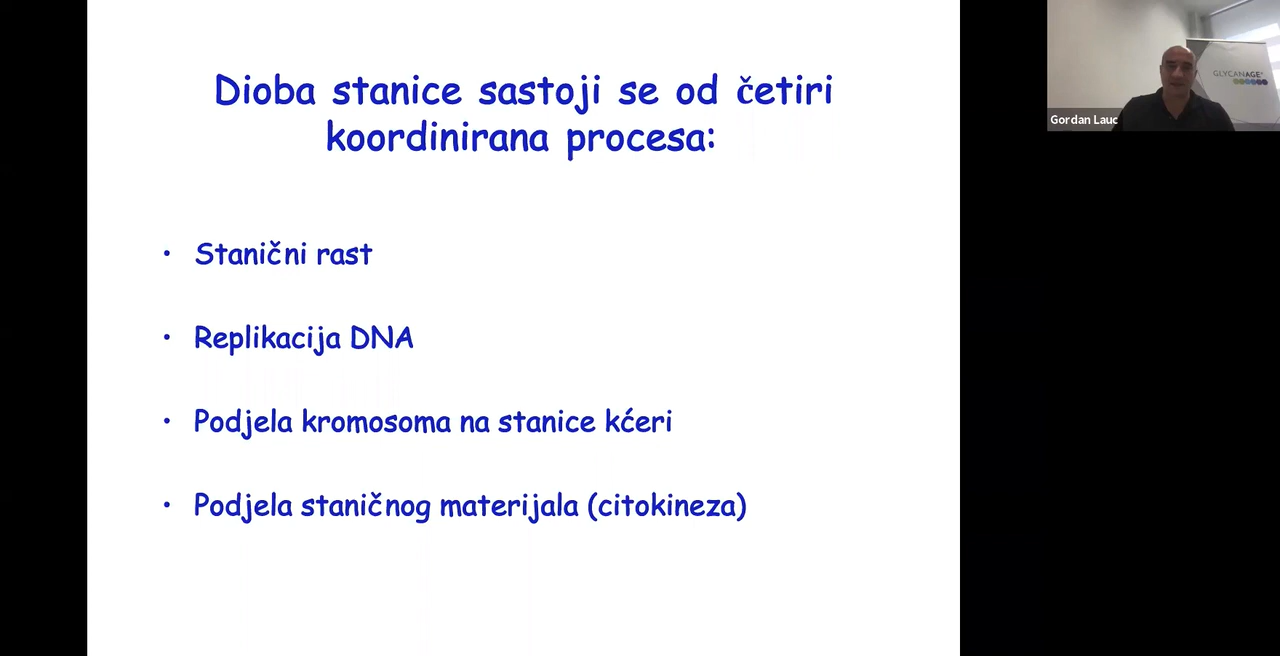 Dioba stanice sastoji se od četiri
koordinirana procesa:
• Stanični rast
• Replikacija DNA
• Podjela kromosoma na stanice kćeri
• Podjela staničnog materijala (citokineza)
GLYCANAGE
Gordan Lauc